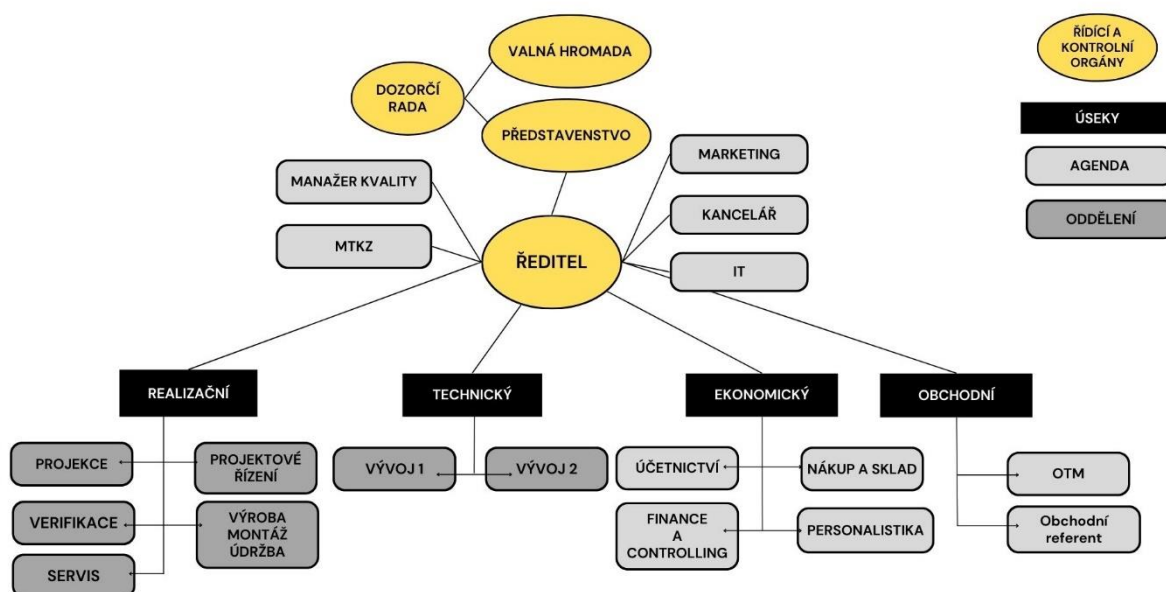 VALNÁ HROMADA
DOZORČÍ
RADA
PŘEDSTAVENSTVO
ŘÍDÍCÍ A
KONTROLNÍ
ORGÁNY
ÚSEKY
AGENDA
ODDĚLENÍ
MANAŽER KVALITY
MTKZ
ŘEDITEL
MARKETING
KANCELÁŘ
IT
REALIZAČNÍ
TECHNICKÝ
EKONOMICKÝ
OBCHODNÍ
PROJEKCE
PROJEKTOVÉ
ŘÍZENÍ
VERIFIKACE
VÝROBA
MONTÁŽ
ÚDRŽBA
SERVIS
VÝVOJ 1
VÝVOJ 2
ÚČETNICTVÍ
NÁKUP A SKLAD
FINANCE
A
CONTROLLING
PERSONALISTIKA
OTM
Obchodní
referent